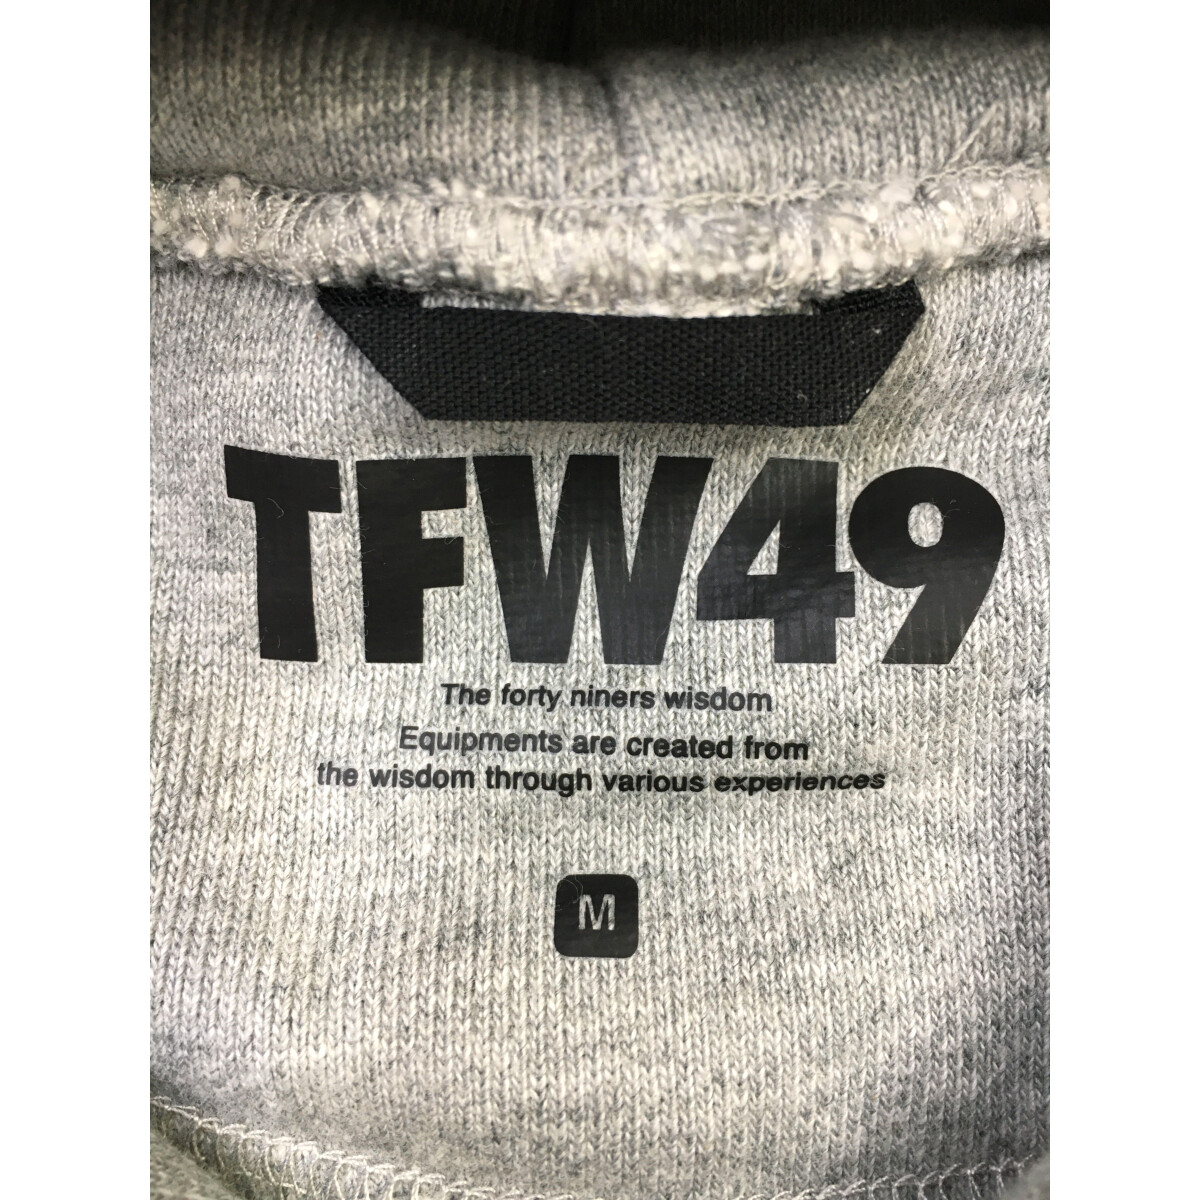 TFW49
The forty niners wisdom
Equipments are created from
the wisdom through various experiences
M